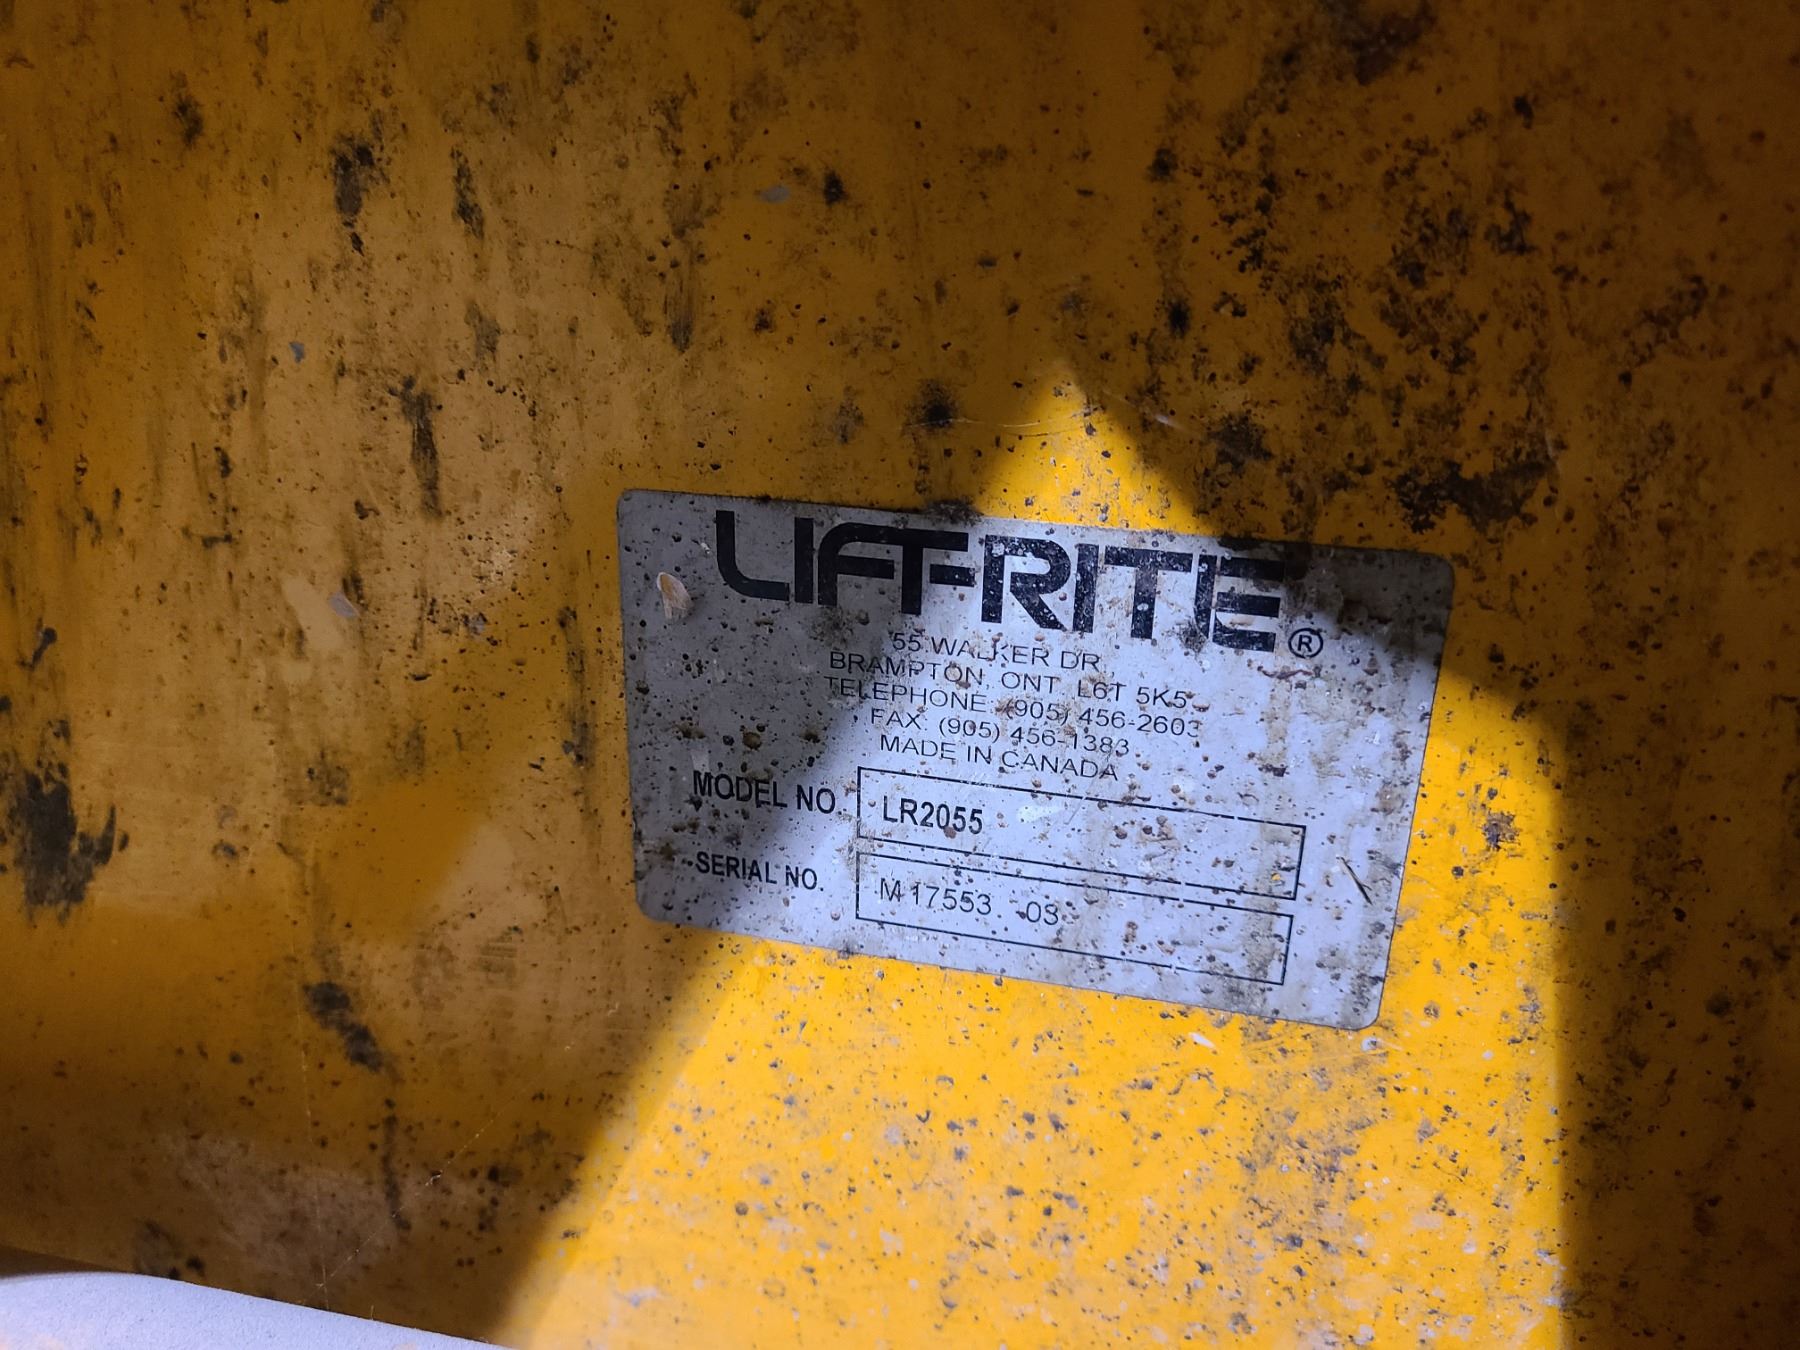 LIFT-RITE ®
55 WALKER DR
BRAMPTON, ONT L6T 5K5
TELEPHONE: (905) 456-2603
FAX: (905) 456-1383
MADE IN CANADA
MODEL NO. LR2055
SERIAL NO. M 17553 03